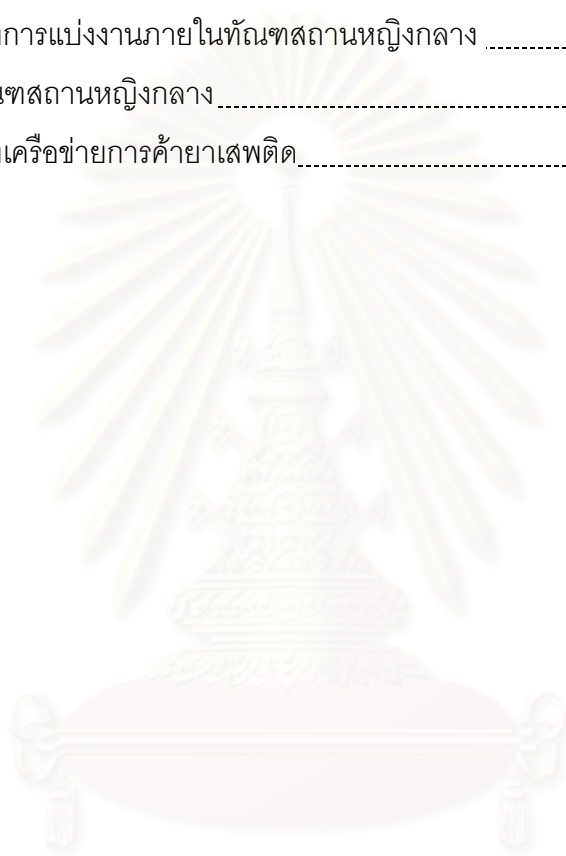 การแบ่งงานภายในทัณฑสถานหญิงกลาง
ฑสถานหญิงกลาง
เครือข่ายการค้ายาเสพติด